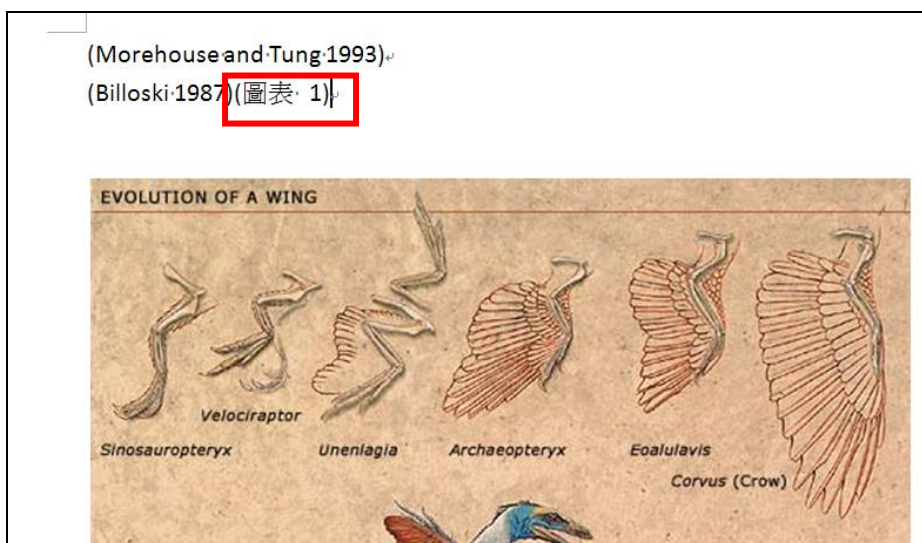 (Morehouse and Tung 1993)
(Billoski 1987)(圖表 1)
EVOLUTION OF A WING
Velociraptor
Sinosauropteryx Unenlagia Archaeopteryx Eoalulavis
Corvus (Crow)